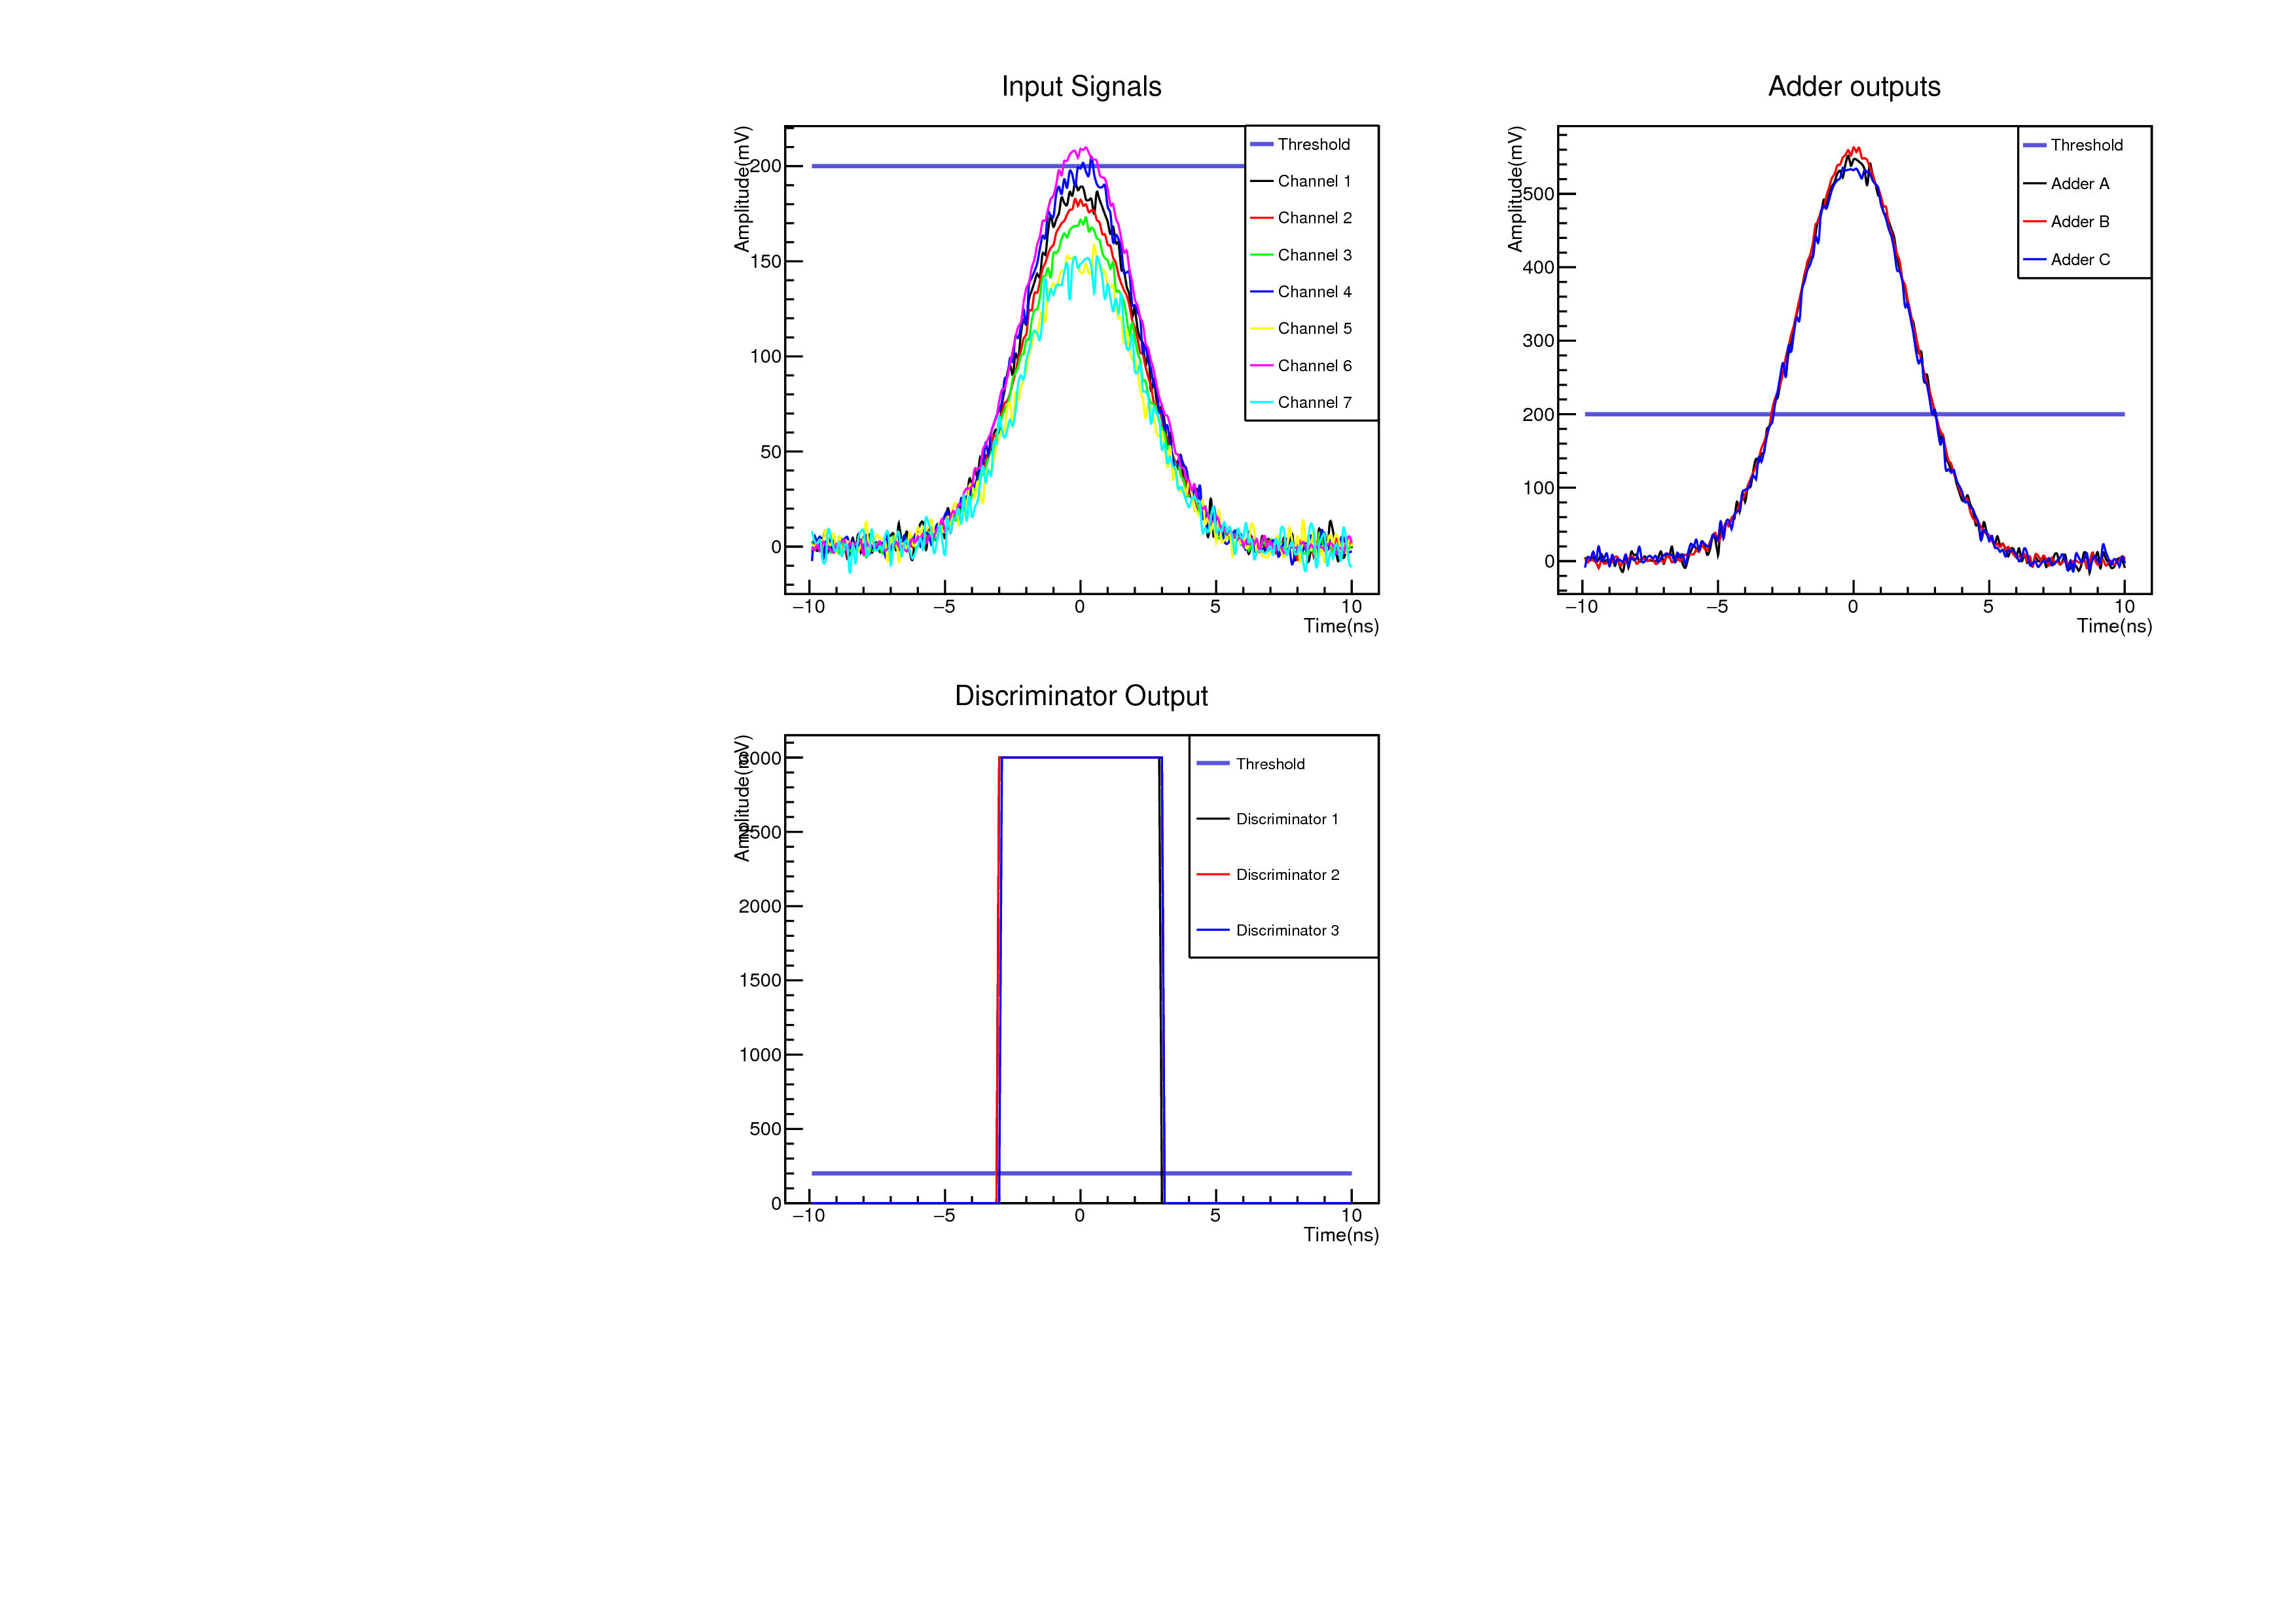 Input Signals
Amplitude(mV)
200
150
100
50
0
−10
−5
0
5
10
Time(ns)
Threshold
Channel 1
Channel 2
Channel 3
Channel 4
Channel 5
Channel 6
Channel 7
Adder outputs
Amplitude(mV)
500
400
300
200
100
0
−10
−5
0
5
10
Time(ns)
Threshold
Adder A
Adder B
Adder C
Discriminator Output
Amplitude(mV)
3000
2500
2000
1500
1000
500
0
−10
−5
0
5
10
Time(ns)
Threshold
Discriminator 1
Discriminator 2
Discriminator 3